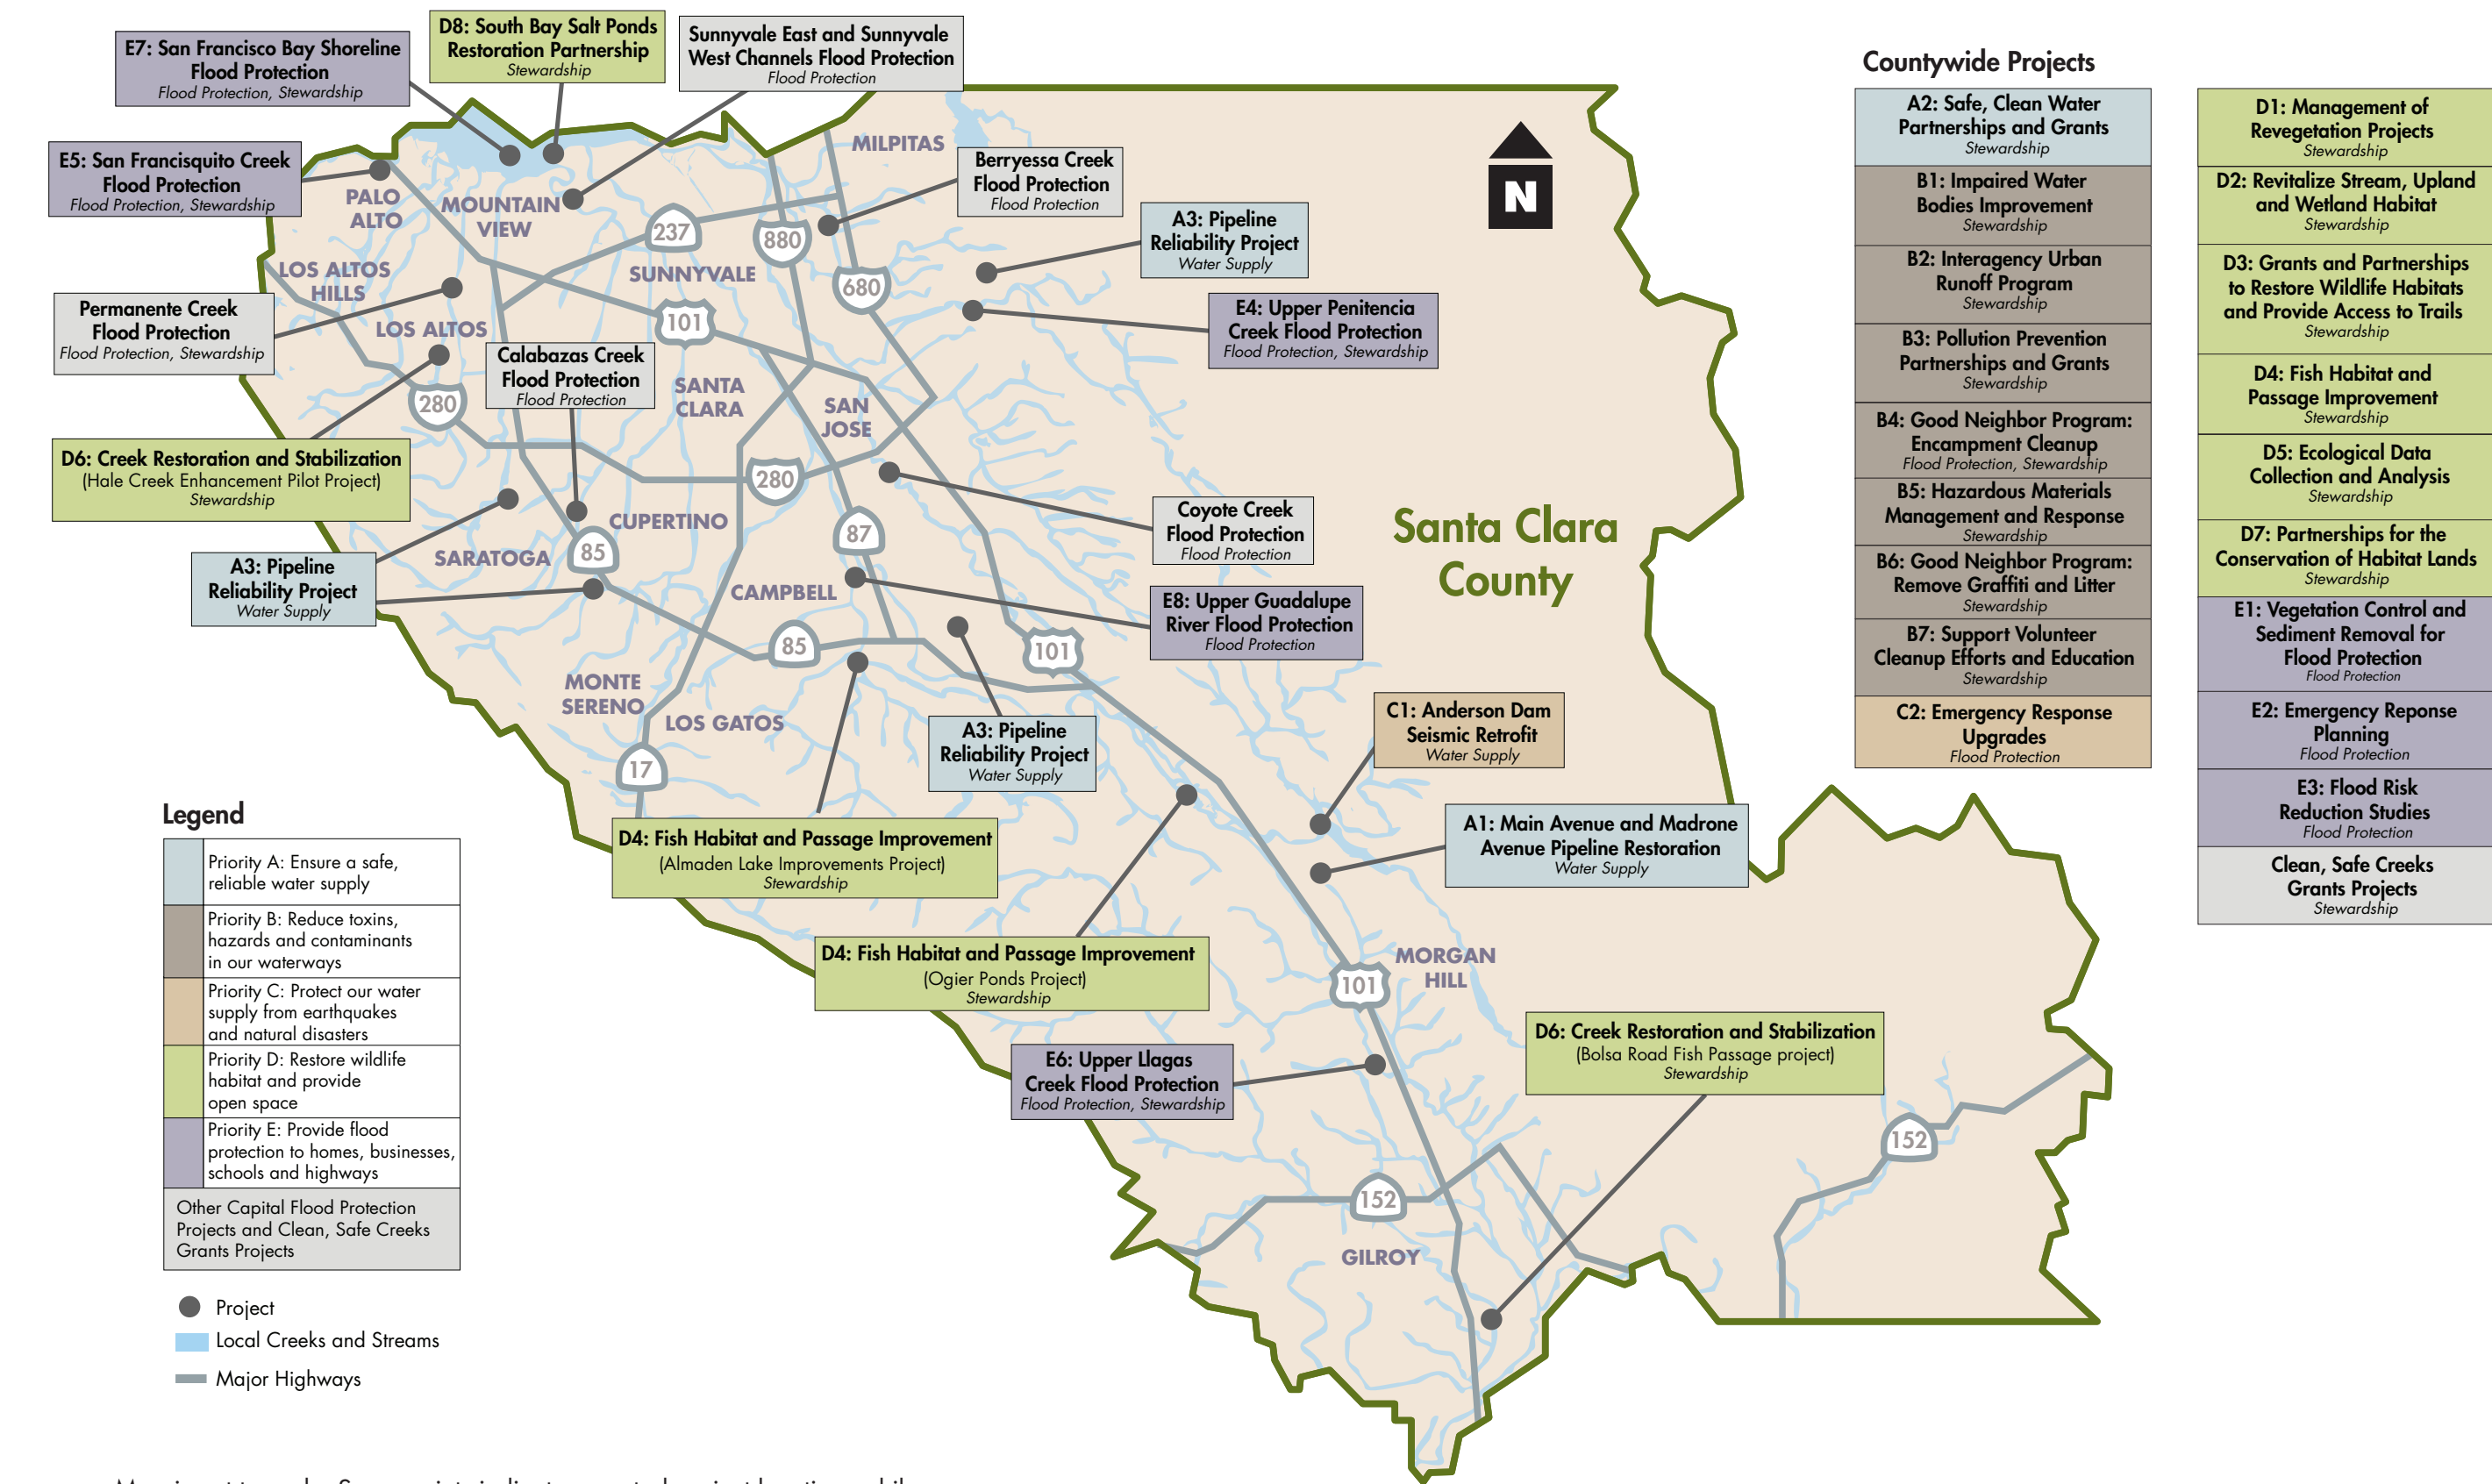 E7: San Francisco Bay Shoreline
Flood Protection
Flood Protection, Stewardship
D8: South Bay Salt Ponds
Restoration Partnership
Stewardship
Sunnyvale East and Sunnyvale
West Channels Flood Protection
Flood Protection
E5: San Francisquito Creek
Flood Protection
Flood Protection, Stewardship
Berryessa Creek
Flood Protection
Flood Protection
A3: Pipeline
Reliability Project
Water Supply
E4: Upper Penitencia
Creek Flood Protection
Flood Protection, Stewardship
Permanente Creek
Flood Protection
Flood Protection, Stewardship
Calabazas Creek
Flood Protection
Flood Protection
D6: Creek Restoration and Stabilization
(Hale Creek Enhancement Pilot Project)
Stewardship
A3: Pipeline
Reliability Project
Water Supply
Coyote Creek
Flood Protection
Flood Protection
E8: Upper Guadalupe
River Flood Protection
Flood Protection
A3: Pipeline
Reliability Project
Water Supply
C1: Anderson Dam
Seismic Retrofit
Water Supply
A1: Main Avenue and Madrone
Avenue Pipeline Restoration
Water Supply
D4: Fish Habitat and Passage Improvement
(Almaden Lake Improvements Project)
Stewardship
D4: Fish Habitat and Passage Improvement
(Ogier Ponds Project)
Stewardship
E6: Upper Llagas
Creek Flood Protection
Flood Protection, Stewardship
D6: Creek Restoration and Stabilization
(Bolsa Road Fish Passage project)
Stewardship
MILPITAS
PALO
ALTO
MOUNTAIN
VIEW
LOS ALTOS
HILLS
SUNNYVALE
LOS ALTOS
SANTA
CLARA
SAN
JOSE
CUPERTINO
SARATOGA
CAMPBELL
MONTE
SERENO
LOS GATOS
MORGAN
HILL
GILROY
237
880
680
101
280
280
87
85
85
101
17
101
152
152
N
Santa Clara
County
Countywide Projects
A2: Safe, Clean Water
Partnerships and Grants
Stewardship
B1: Impaired Water
Bodies Improvement
Stewardship
B2: Interagency Urban
Runoff Program
Stewardship
B3: Pollution Prevention
Partnerships and Grants
Stewardship
B4: Good Neighbor Program:
Encampment Cleanup
Flood Protection, Stewardship
B5: Hazardous Materials
Management and Response
Stewardship
B6: Good Neighbor Program:
Remove Graffiti and Litter
Stewardship
B7: Support Volunteer
Cleanup Efforts and Education
Stewardship
C2: Emergency Response
Upgrades
Flood Protection
D1: Management of
Revegetation Projects
Stewardship
D2: Revitalize Stream, Upland
and Wetland Habitat
Stewardship
D3: Grants and Partnerships
to Restore Wildlife Habitats
and Provide Access to Trails
Stewardship
D4: Fish Habitat and
Passage Improvement
Stewardship
D5: Ecological Data
Collection and Analysis
Stewardship
D7: Partnerships for the
Conservation of Habitat Lands
Stewardship
E1: Vegetation Control and
Sediment Removal for
Flood Protection
Flood Protection
E2: Emergency Reponse
Planning
Flood Protection
E3: Flood Risk
Reduction Studies
Flood Protection
Clean, Safe Creeks
Grants Projects
Stewardship
Legend
Priority A: Ensure a safe,
reliable water supply
Priority B: Reduce toxins,
hazards and contaminants
in our waterways
Priority C: Protect our water
supply from earthquakes
and natural disasters
Priority D: Restore wildlife
habitat and provide
open space
Priority E: Provide flood
protection to homes, businesses,
schools and highways
Other Capital Flood Protection
Projects and Clean, Safe Creeks
Grants Projects
Project
Local Creeks and Streams
Major Highways